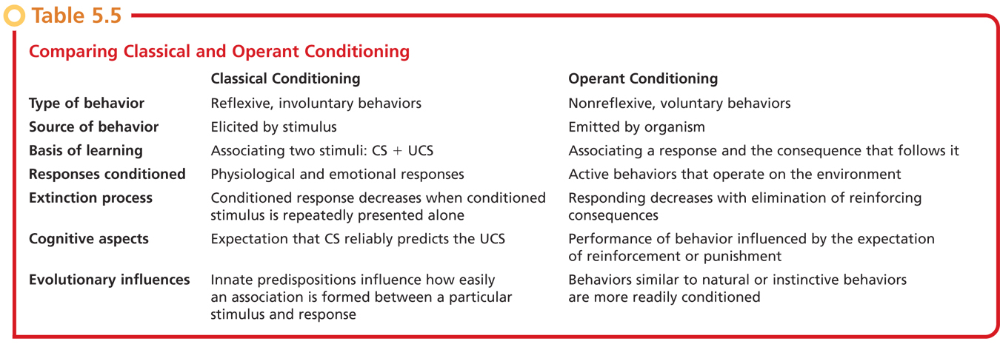 Table 5.5
Comparing Classical and Operant Conditioning
Classical Conditioning Operant Conditioning
Type of behavior Reflexive, involuntary behaviors Nonreflexive, voluntary behaviors
Source of behavior Elicited by stimulus Emitted by organism
Basis of learning Associating two stimuli: CS + UCS Associating a response and the consequence that follows it
Responses conditioned Physiological and emotional responses Active behaviors that operate on the environment
Extinction process Conditioned response decreases when conditioned Responding decreases with elimination of reinforcing
stimulus is repeatedly presented alone consequences
Cognitive aspects Expectation that CS reliably predicts the UCS Performance of behavior influenced by the expectation
of reinforcement or punishment
Evolutionary influences Innate predispositions influence how easily Behaviors similar to natural or instinctive behaviors
an association is formed between a particular are more readily conditioned
stimulus and response